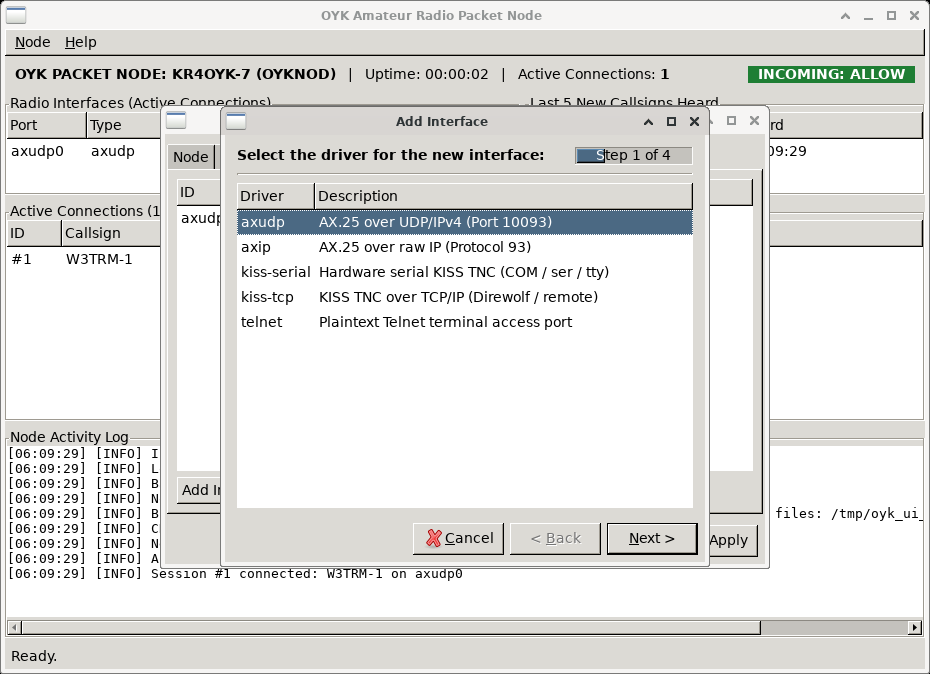 OYK Amateur Radio Packet Node
Node Help
OYK PACKET NODE: KR4OYK-7 (OYKNOD) | Uptime: 00:00:02 | Active Connections: 1 INCOMING: ALLOW
Radio Interfaces (Active Connections)
Last 5 New Callsigns Heard
Port Type
axudp0 axudp
09:29
Active Connections (1
ID Callsign
#1 W3TRM-1
Node
ID
Apply
Add Interface
Select the driver for the new interface: Step 1 of 4
Driver Description
axudp AX.25 over UDP/IPv4 (Port 10093)
axip AX.25 over raw IP (Protocol 93)
kiss-serial Hardware serial KISS TNC (COM / ser / tty)
kiss-tcp KISS TNC over TCP/IP (Direwolf / remote)
telnet Plaintext Telnet terminal access port
Cancel < Back Next >
Node Activity Log
[06:09:29] [INFO] I
[06:09:29] [INFO] L
[06:09:29] [INFO] B
[06:09:29] [INFO] N
[06:09:29] [INFO] B files: /tmp/oyk_ui_
[06:09:29] [INFO] C
[06:09:29] [INFO] N
[06:09:29] [INFO] A
[06:09:29] [INFO] Session #1 connected: W3TRM-1 on axudp0
Ready.